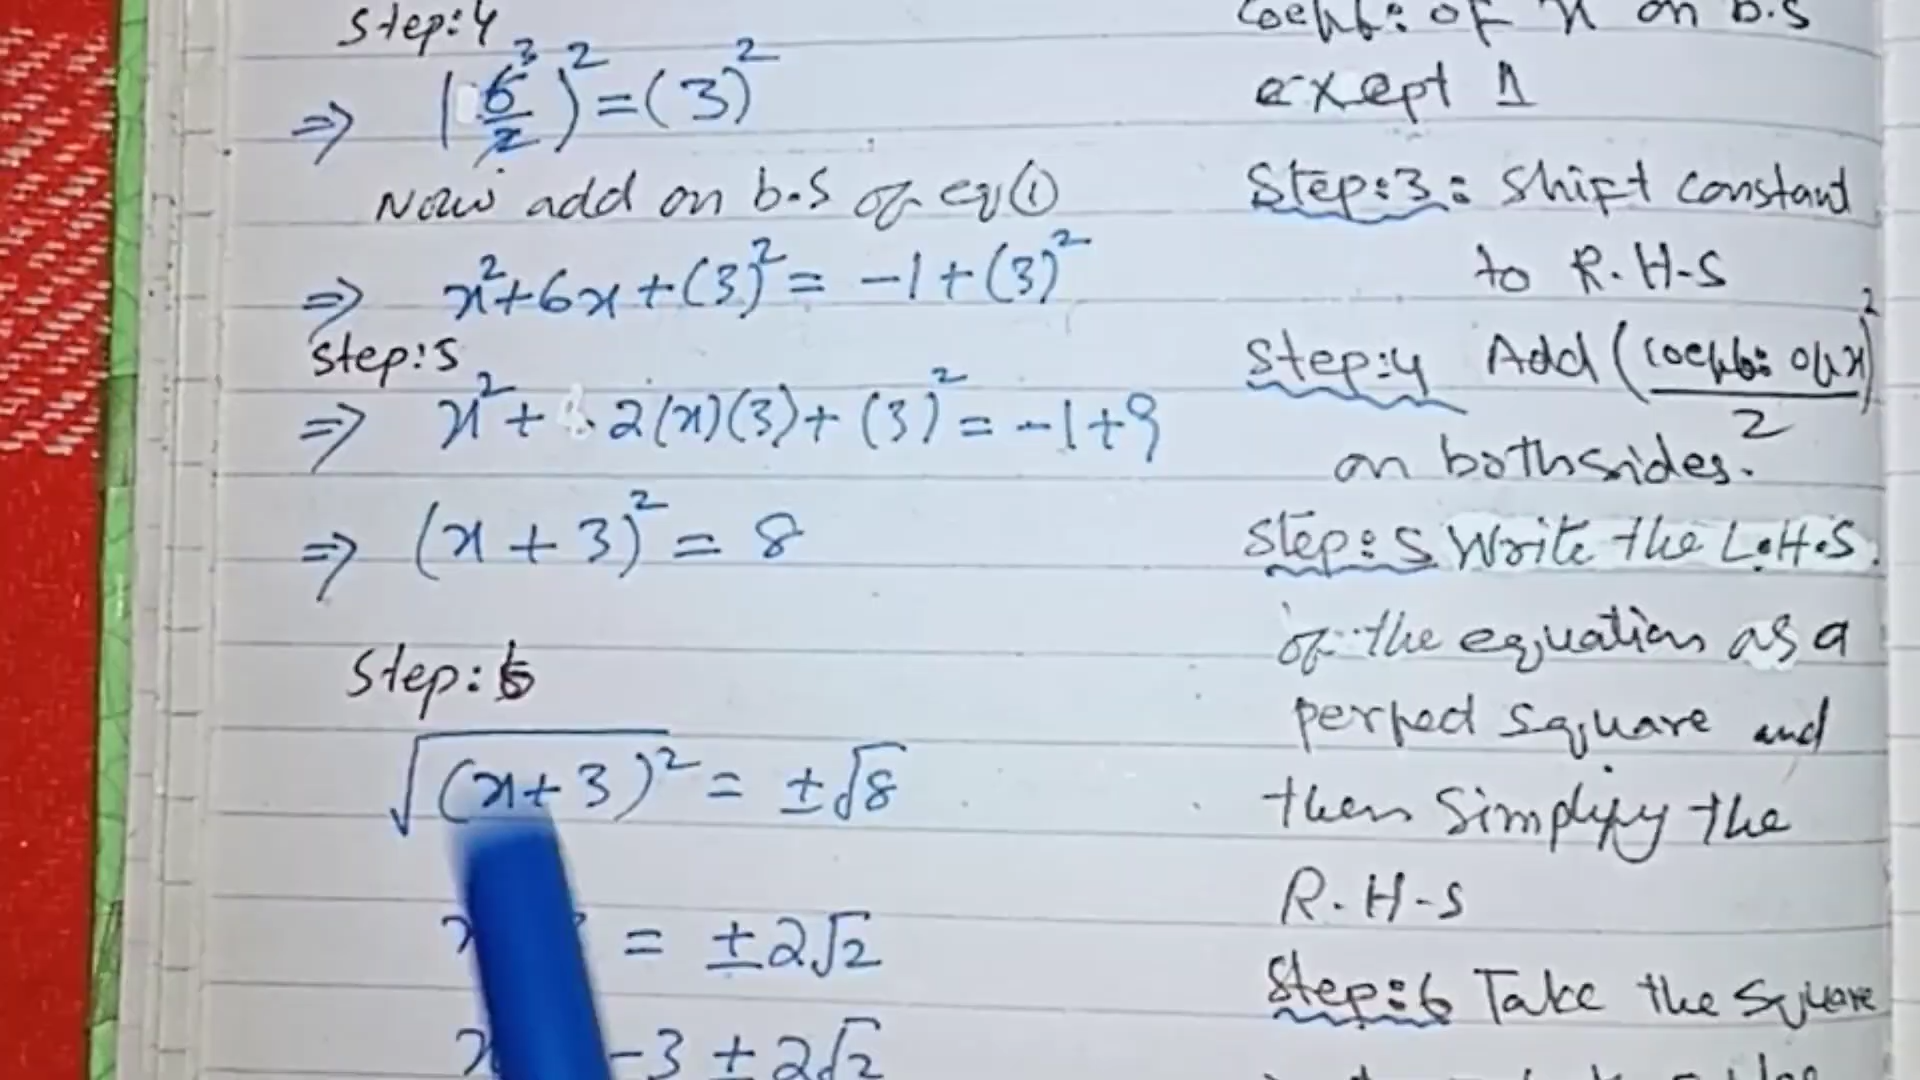 Step:4
⇒ (6³/2)² = (3)²
Now add on b.s of eq(1)
⇒ x² + 6x + (3)² = -1 + (3)²
Step:5
⇒ x² + 2(x)(3) + (3)² = -1+9
⇒ (x + 3)² = 8
Step:6
√(x+3)² = ±√8
= ±2√2
-3 ± 2√2
coeff: of x on b.s
except 1
Step:3: Shift constant
to R.H-S
Step:4 Add (coeff: of x/2)²
on bothsides.
Step:5 Write the L.H.S.
of the equation as a
perfect square and
then Simplify the
R.H-S
Step:6 Take the square